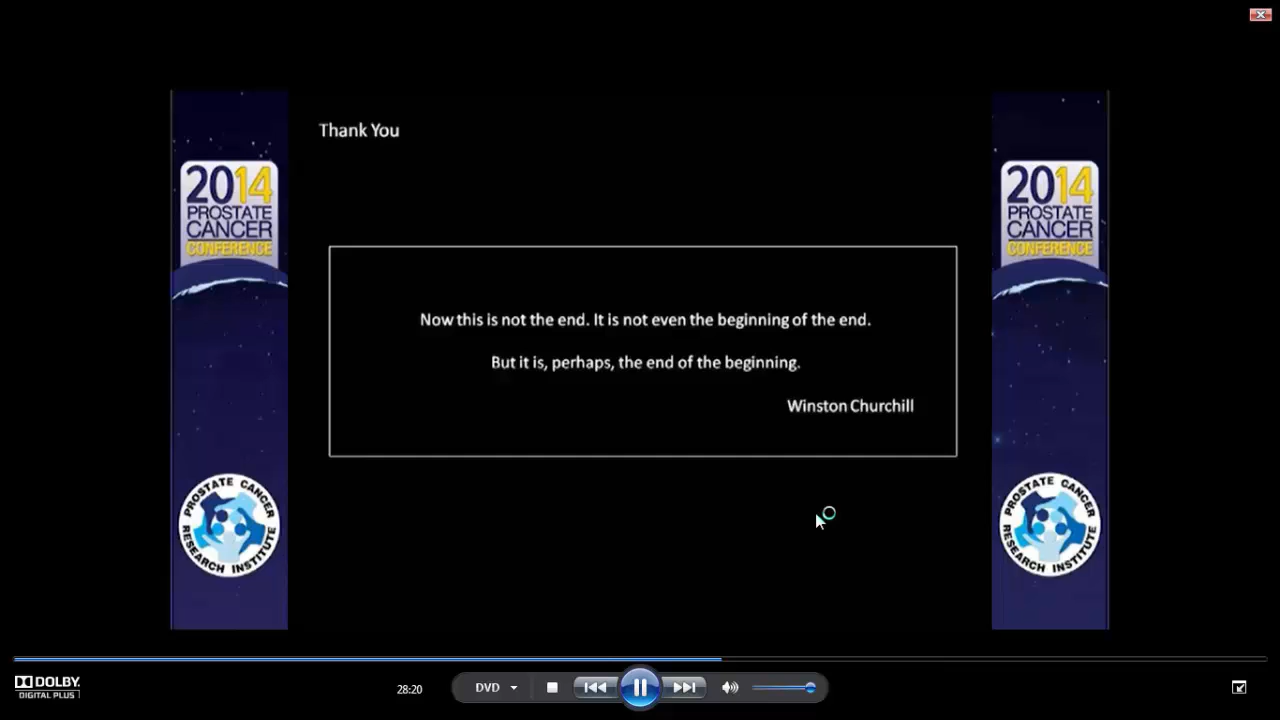 Thank You
2014
PROSTATE
CANCER
CONFERENCE
2014
PROSTATE
CANCER
CONFERENCE
Now this is not the end. It is not even the beginning of the end.
But it is, perhaps, the end of the beginning.
Winston Churchill
PROSTATE CANCER
RESEARCH INSTITUTE
PROSTATE CANCER
RESEARCH INSTITUTE
DOLBY
DIGITAL PLUS
28:20
DVD